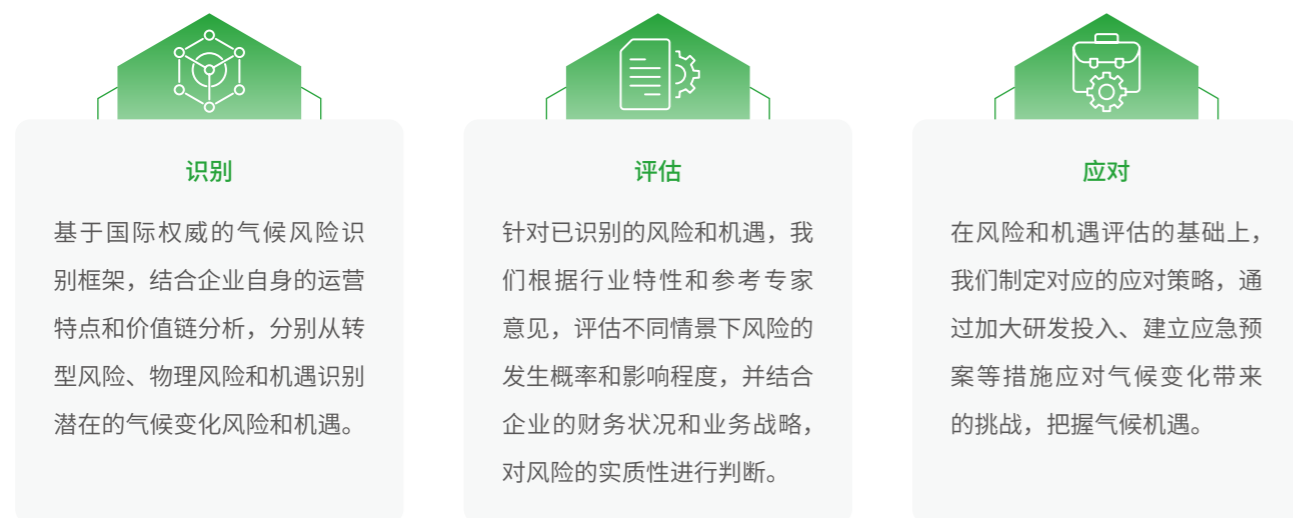 识别
基于国际权威的气候风险识
别框架，结合企业自身的运营
特点和价值链分析，分别从转
型风险、物理风险和机遇识别
潜在的气候变化风险和机遇。
评估
针对已识别的风险和机遇，我
们根据行业特性和参考专家
意见，评估不同情景下风险的
发生概率和影响程度，并结合
企业的财务状况和业务战略，
对风险的实质性进行判断。
应对
在风险和机遇评估的基础上，
我们制定对应的应对策略，通
过加大研发投入、建立应急预
案等措施应对气候变化带来
的挑战，把握气候机遇。